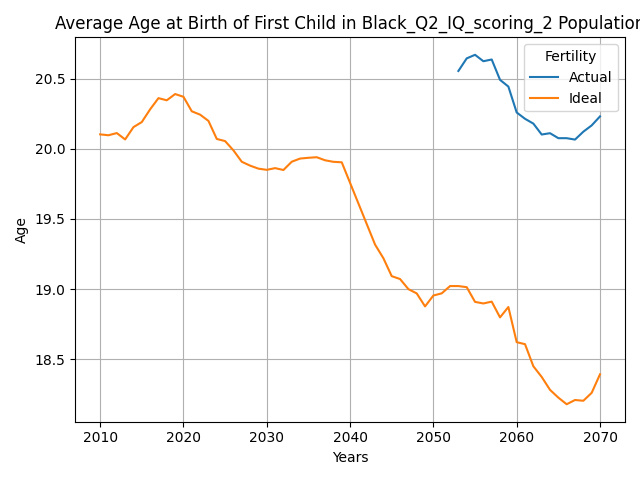 Average Age at Birth of First Child in Black_Q2_IQ_scoring_2 Population
Fertility
Actual
Ideal
20.5
20.0
19.5
19.0
18.5
Age
2010 2020 2030 2040 2050 2060 2070
Years